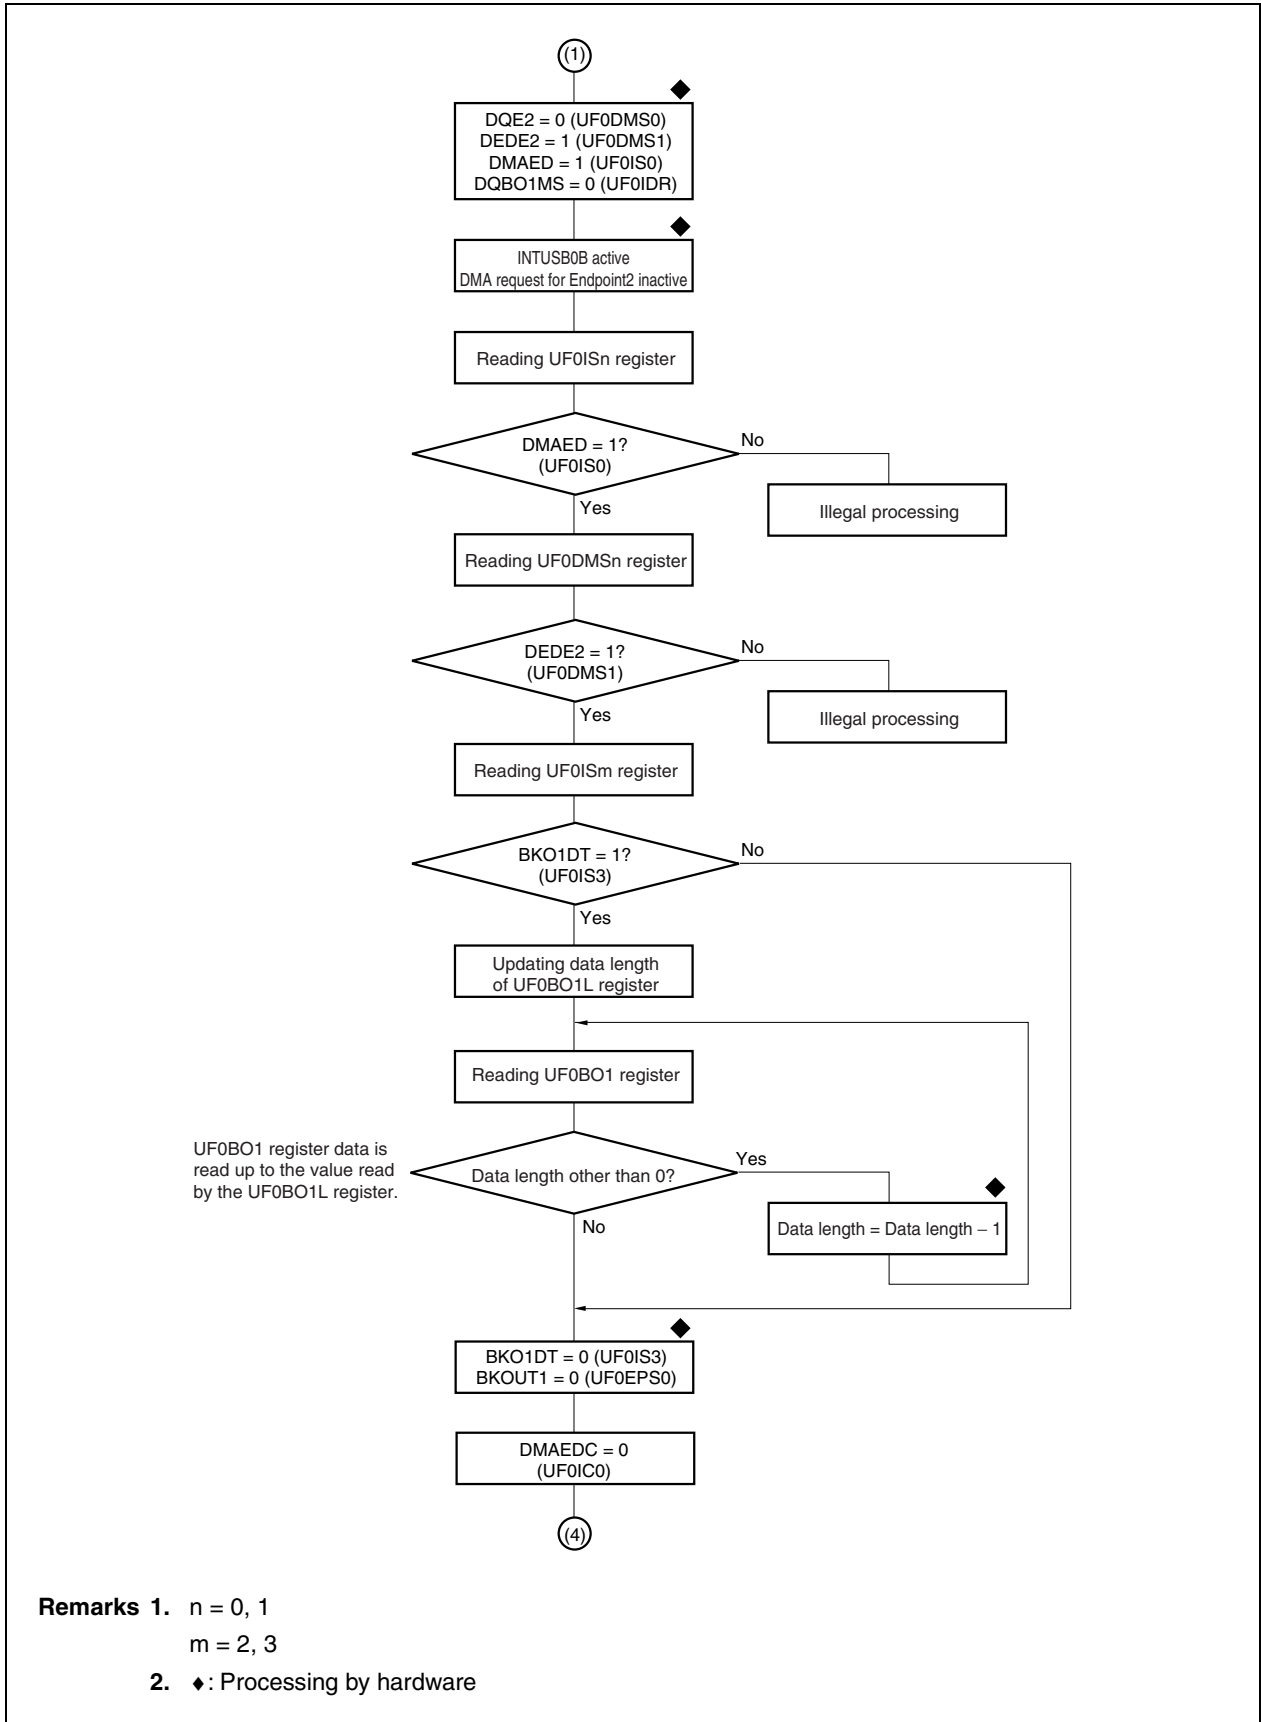 (1)
◆
DQE2 = 0 (UF0DMS0)
DEDE2 = 1 (UF0DMS1)
DMAED = 1 (UF0IS0)
DQBO1MS = 0 (UF0IDR)
◆
INTUSB0B active
DMA request for Endpoint2 inactive
Reading UF0ISn register
DMAED = 1?
(UF0IS0)
No
Illegal processing
Yes
Reading UF0DMSn register
DEDE2 = 1?
(UF0DMS1)
No
Illegal processing
Yes
Reading UF0ISm register
BKO1DT = 1?
(UF0IS3)
No
Yes
Updating data length
of UF0BO1L register
Reading UF0BO1 register
UF0BO1 register data is
read up to the value read
by the UF0BO1L register.
Data length other than 0?
Yes
◆
Data length = Data length − 1
No
◆
BKO1DT = 0 (UF0IS3)
BKOUT1 = 0 (UF0EPS0)
DMAEDC = 0
(UF0IC0)
(4)
Remarks 1. n = 0, 1
m = 2, 3
2. ♦: Processing by hardware